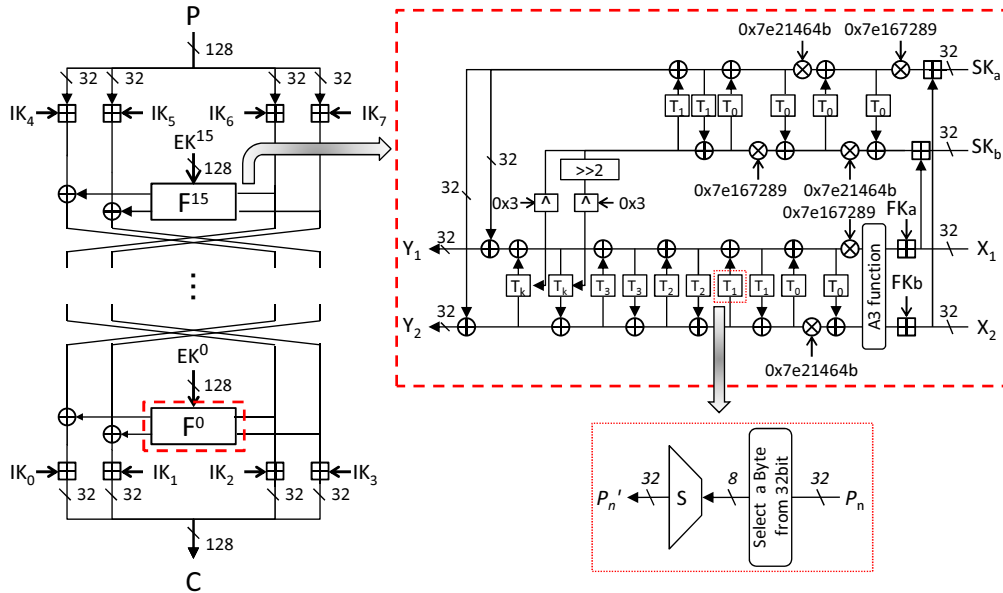 P
128
32 32 32 32
IK4 IK5 IK6 IK7
EK15
128
F15
⋮
EK0
128
F0
IK0 IK1 IK2 IK3
32 32 32 32
128
C
0x7e21464b 0x7e167289
32
SKa
T1 T1 T0 T0 T0
32
SKb
>>2
0x7e167289 0x7e21464b
32
32
0x3 ^ ^ 0x3
0x7e167289 FKa
Y1 32 32 X1
Tk Tk T3 T3 T2 T2 T1 T1 T0 T0
A3 function
FKb
Y2 32 32 X2
0x7e21464b
Pn' 32 S 8 Select a Byte
from 32bit 32 Pn